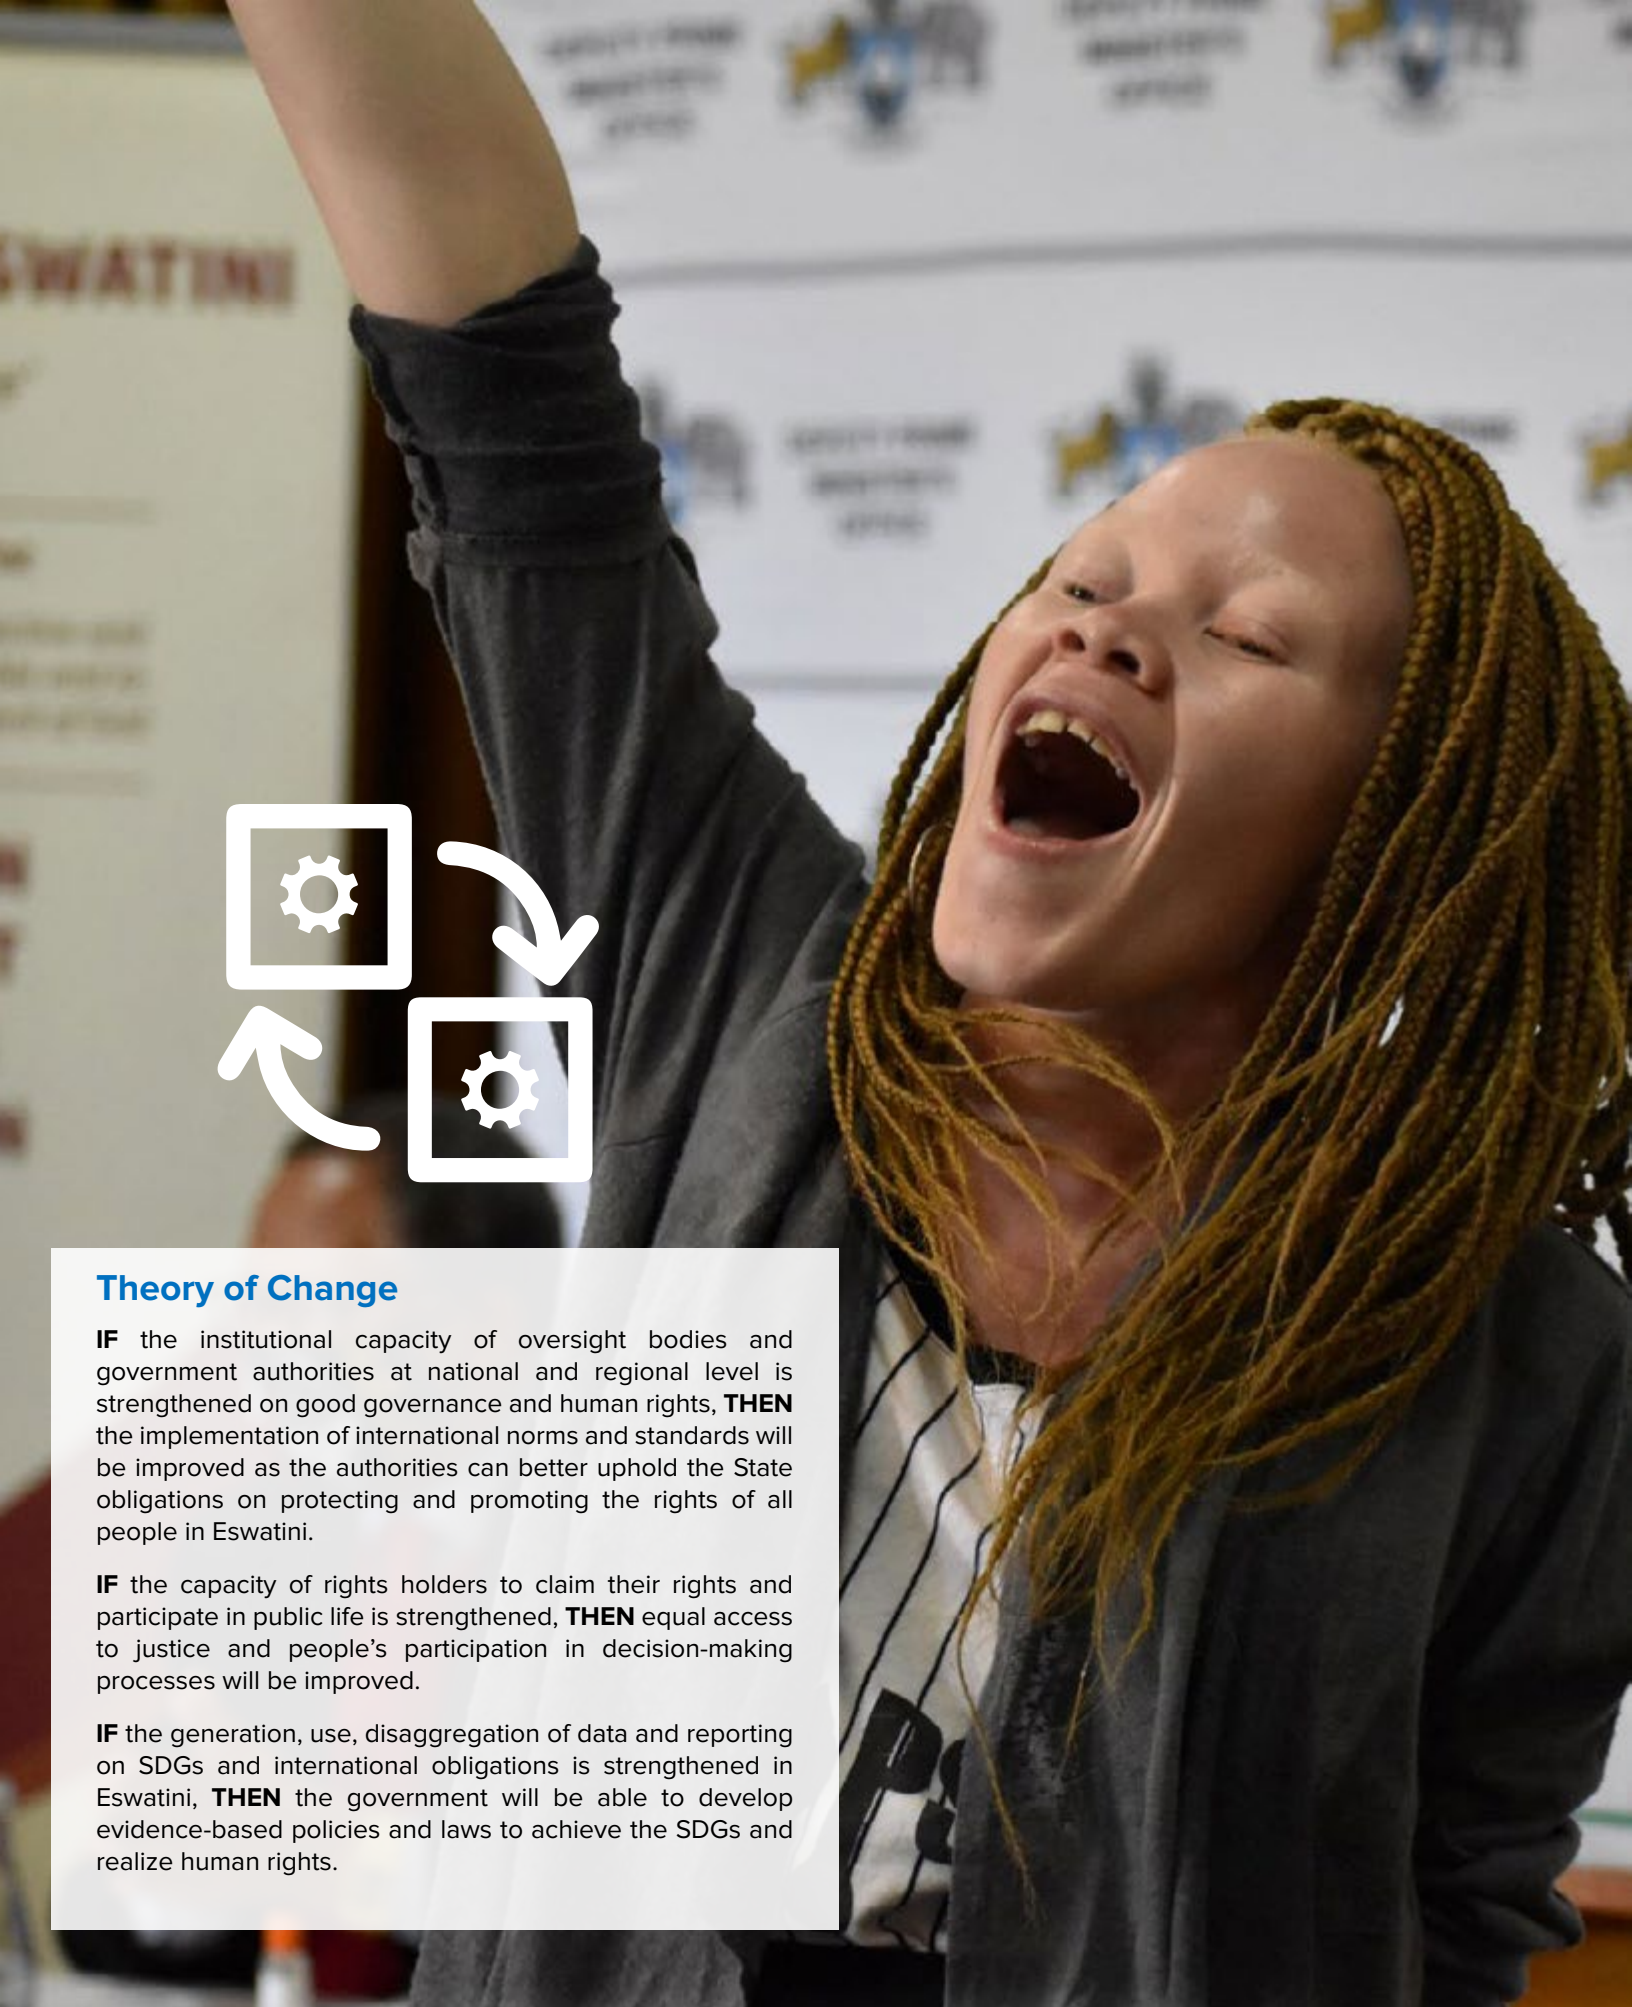 SWATINI
Theory of Change
IF the institutional capacity of oversight bodies and
government authorities at national and regional level is
strengthened on good governance and human rights, THEN
the implementation of international norms and standards will
be improved as the authorities can better uphold the State
obligations on protecting and promoting the rights of all
people in Eswatini.
IF the capacity of rights holders to claim their rights and
participate in public life is strengthened, THEN equal access
to justice and people’s participation in decision-making
processes will be improved.
IF the generation, use, disaggregation of data and reporting
on SDGs and international obligations is strengthened in
Eswatini, THEN the government will be able to develop
evidence-based policies and laws to achieve the SDGs and
realize human rights.